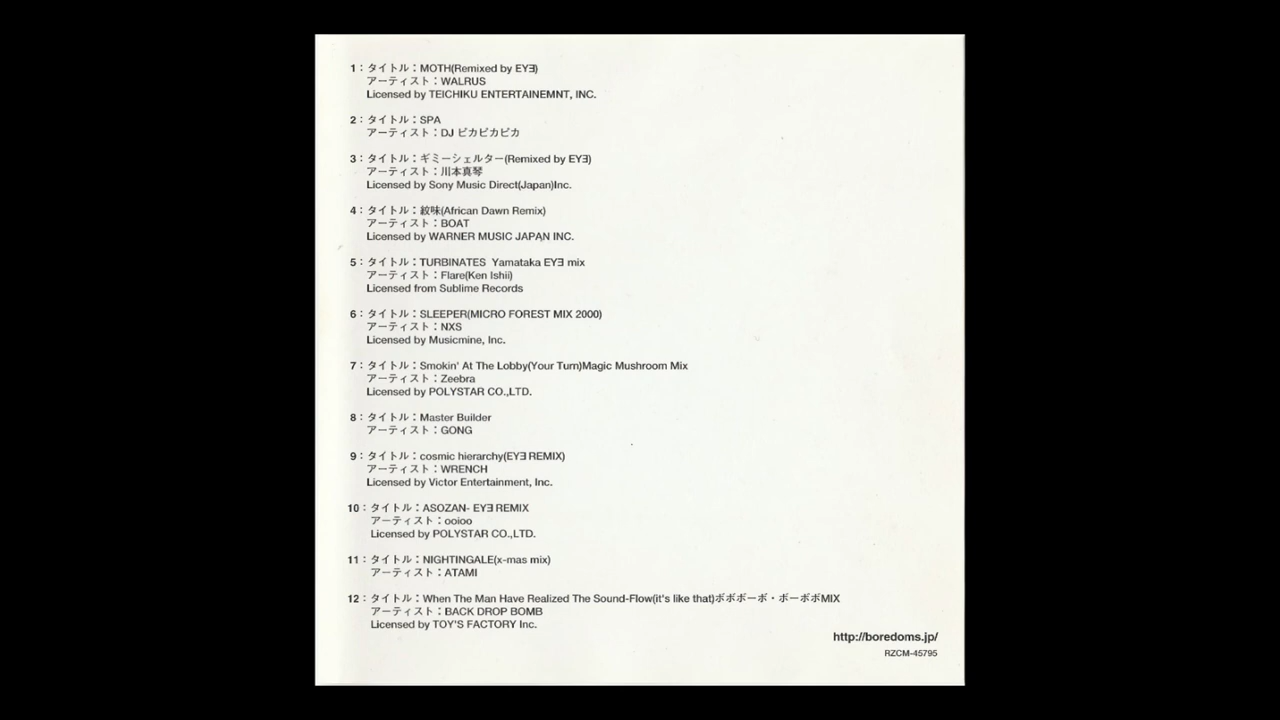 1：タイトル：MOTH(Remixed by EYƎ)
アーティスト：WALRUS
Licensed by TEICHIKU ENTERTAINEMNT, INC.
2：タイトル：SPA
アーティスト：DJ ピカピカピカ
3：タイトル：ギミーシェルター(Remixed by EYƎ)
アーティスト：川本真琴
Licensed by Sony Music Direct(Japan)Inc.
4：タイトル：紋味(African Dawn Remix)
アーティスト：BOAT
Licensed by WARNER MUSIC JAPAN INC.
5：タイトル：TURBINATES Yamataka EYƎ mix
アーティスト：Flare(Ken Ishii)
Licensed from Sublime Records
6：タイトル：SLEEPER(MICRO FOREST MIX 2000)
アーティスト：NXS
Licensed by Musicmine, Inc.
7：タイトル：Smokin' At The Lobby(Your Turn)Magic Mushroom Mix
アーティスト：Zeebra
Licensed by POLYSTAR CO.,LTD.
8：タイトル：Master Builder
アーティスト：GONG
9：タイトル：cosmic hierarchy(EYƎ REMIX)
アーティスト：WRENCH
Licensed by Victor Entertainment, Inc.
10：タイトル：ASOZAN- EYƎ REMIX
アーティスト：ooioo
Licensed by POLYSTAR CO.,LTD.
11：タイトル：NIGHTINGALE(x-mas mix)
アーティスト：ATAMI
12：タイトル：When The Man Have Realized The Sound-Flow(it's like that)ボボボーボ・ボーボボMIX
アーティスト：BACK DROP BOMB
Licensed by TOY'S FACTORY Inc.
http://boredoms.jp/
RZCM-45795